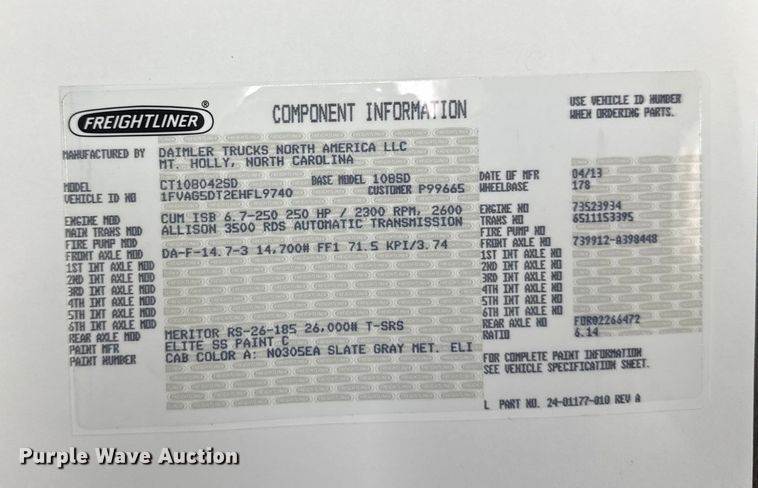 FREIGHTLINER®
COMPONENT INFORMATION
USE VEHICLE ID NUMBER
WHEN ORDERING PARTS.
MANUFACTURED BY DAIMLER TRUCKS NORTH AMERICA LLC
MT. HOLLY, NORTH CAROLINA
MODEL CT108042SD BASE MODEL 108SD
VEHICLE ID NO 1FVAG5DT2EHFL9740 CUSTOMER P99665
ENGINE MOD CUM ISB 6.7-250 250 HP / 2300 RPM, 2600
MAIN TRANS MOD ALLISON 3500 RDS AUTOMATIC TRANSMISSION
FIRE PUMP MOD
FRONT AXLE MOD DA-F-14.7-3 14,700# FF1 71.5 KPI/3.74
1ST INT AXLE MOD
2ND INT AXLE MOD
3RD INT AXLE MOD
4TH INT AXLE MOD
5TH INT AXLE MOD
6TH INT AXLE MOD
REAR AXLE MOD MERITOR RS-26-185 26,000# T-SRS
PAINT MFR ELITE SS PAINT C
PAINT NUMBER CAB COLOR A: N0305EA SLATE GRAY MET. ELI
DATE OF MFR 04/13
WHEELBASE 178
ENGINE NO 73523934
TRANS NO 6511153395
FIRE PUMP NO
FRONT AXLE NO 739912-A398448
1ST INT AXLE NO
2ND INT AXLE NO
3RD INT AXLE NO
4TH INT AXLE NO
5TH INT AXLE NO
6TH INT AXLE NO
REAR AXLE NO FOR02266472
RATIO 6.14
FOR COMPLETE PAINT INFORMATION
SEE VEHICLE SPECIFICATION SHEET.
L PART NO. 24-01177-010 REV A
Purple Wave Auction